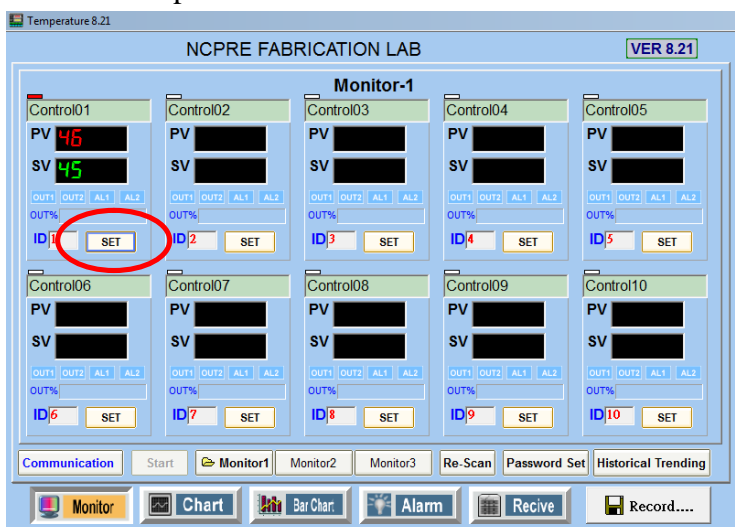 Temperature 8.21
NCPRE FABRICATION LAB VER 8.21
Monitor-1
Control01 Control02 Control03 Control04 Control05
PV 46 PV PV PV PV
SV 45 SV SV SV SV
OUT1 OUT2 AL1 AL2 OUT1 OUT2 AL1 AL2 OUT1 OUT2 AL1 AL2 OUT1 OUT2 AL1 AL2 OUT1 OUT2 AL1 AL2
OUT% OUT% OUT% OUT% OUT%
ID 1 SET ID 2 SET ID 3 SET ID 4 SET ID 5 SET
Control06 Control07 Control08 Control09 Control10
PV PV PV PV PV
SV SV SV SV SV
OUT1 OUT2 AL1 AL2 OUT1 OUT2 AL1 AL2 OUT1 OUT2 AL1 AL2 OUT1 OUT2 AL1 AL2 OUT1 OUT2 AL1 AL2
OUT% OUT% OUT% OUT% OUT%
ID 6 SET ID 7 SET ID 8 SET ID 9 SET ID 10 SET
Communication Start Monitor1 Monitor2 Monitor3 Re-Scan Password Set Historical Trending
Monitor Chart Bar Chart Alarm Recive Record....